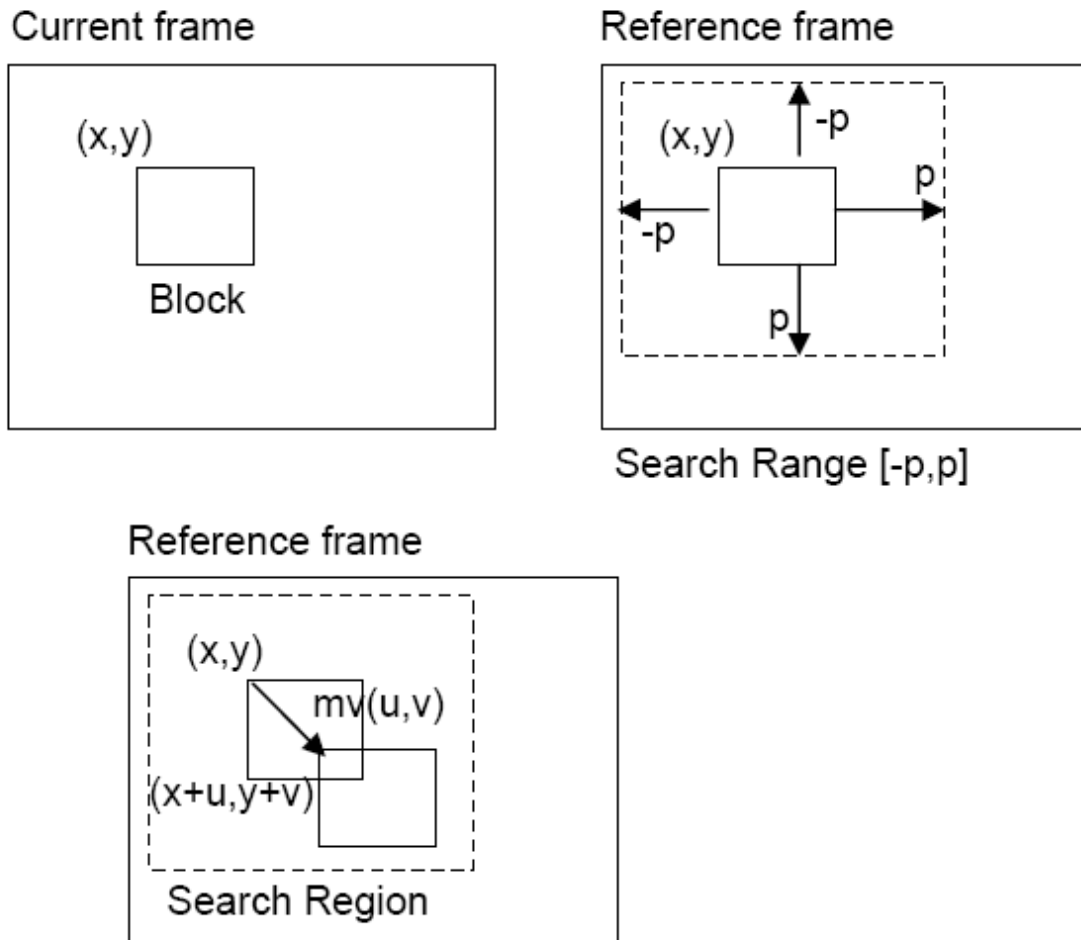 Current frame
(x,y)
Block
Reference frame
(x,y)
-p
p
-p
p
Search Range [-p,p]
Reference frame
(x,y)
mv(u,v)
(x+u,y+v)
Search Region